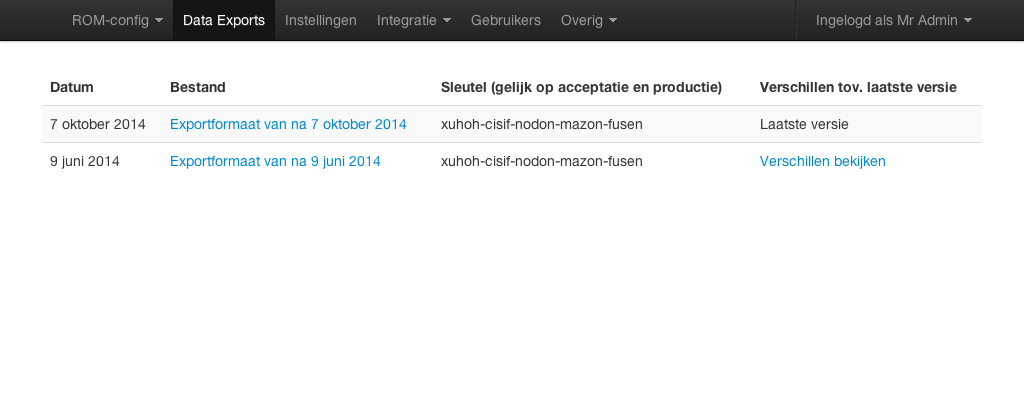 ROM-config Data Exports Instellingen Integratie Gebruikers Overig Ingelogd als Mr Admin
Datum Bestand Sleutel (gelijk op acceptatie en productie) Verschillen tov. laatste versie
7 oktober 2014 Exportformaat van na 7 oktober 2014 xuhoh-cisif-nodon-mazon-fusen Laatste versie
9 juni 2014 Exportformaat van na 9 juni 2014 xuhoh-cisif-nodon-mazon-fusen Verschillen bekijken